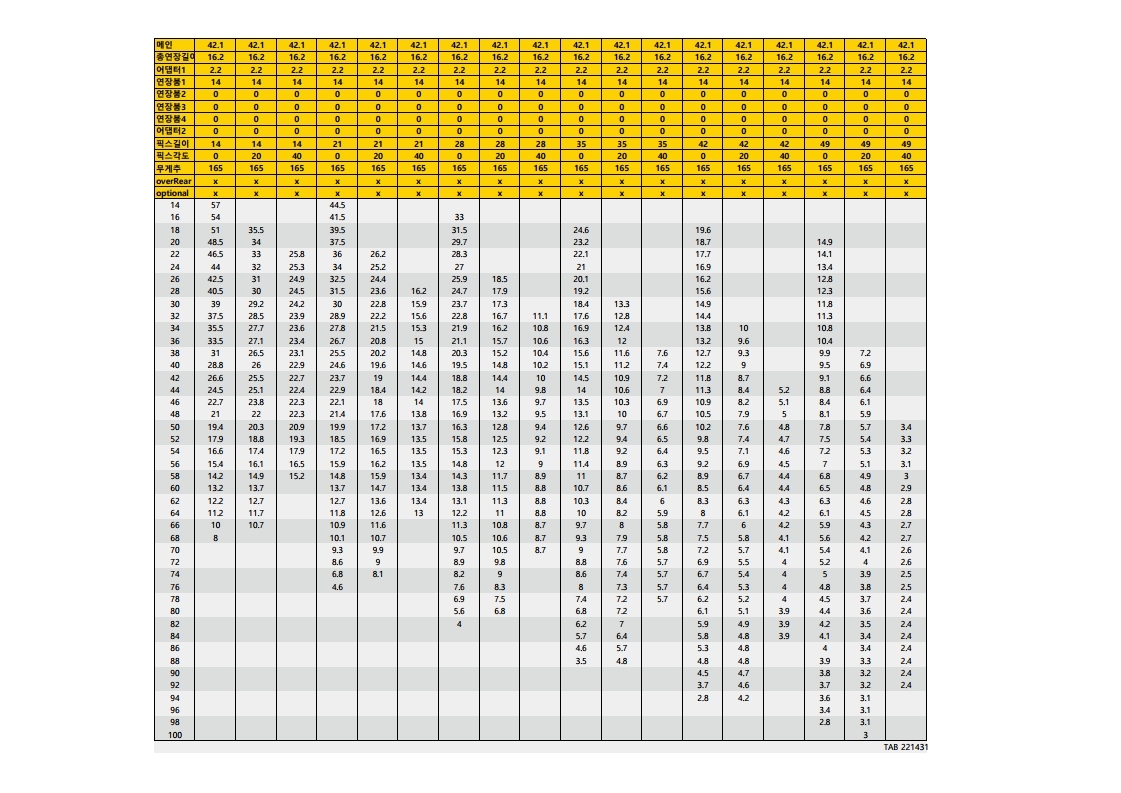 메인 42.1 42.1 42.1 42.1 42.1 42.1 42.1 42.1 42.1 42.1 42.1 42.1 42.1 42.1 42.1 42.1 42.1 42.1
총연장길이 16.2 16.2 16.2 16.2 16.2 16.2 16.2 16.2 16.2 16.2 16.2 16.2 16.2 16.2 16.2 16.2 16.2 16.2
어댑터1 2.2 2.2 2.2 2.2 2.2 2.2 2.2 2.2 2.2 2.2 2.2 2.2 2.2 2.2 2.2 2.2 2.2 2.2
연장붐1 14 14 14 14 14 14 14 14 14 14 14 14 14 14 14 14 14 14
연장붐2 0 0 0 0 0 0 0 0 0 0 0 0 0 0 0 0 0 0
연장붐3 0 0 0 0 0 0 0 0 0 0 0 0 0 0 0 0 0 0
연장붐4 0 0 0 0 0 0 0 0 0 0 0 0 0 0 0 0 0 0
어댑터2 0 0 0 0 0 0 0 0 0 0 0 0 0 0 0 0 0 0
픽스길이 14 14 14 21 21 21 28 28 28 35 35 35 42 42 42 49 49 49
픽스각도 0 20 40 0 20 40 0 20 40 0 20 40 0 20 40 0 20 40
무게추 165 165 165 165 165 165 165 165 165 165 165 165 165 165 165 165 165 165
overRear x x x x x x x x x x x x x x x x x x
optional x x x x x x x x x x x x x x x x x x
14 57 44.5
16 54 41.5 33
18 51 35.5 39.5 31.5 24.6 19.6
20 48.5 34 37.5 29.7 23.2 18.7 14.9
22 46.5 33 25.8 36 26.2 28.3 22.1 17.7 14.1
24 44 32 25.3 34 25.2 27 21 16.9 13.4
26 42.5 31 24.9 32.5 24.4 25.9 18.5 20.1 16.2 12.8
28 40.5 30 24.5 31.5 23.6 16.2 24.7 17.9 19.2 15.6 12.3
30 39 29.2 24.2 30 22.8 15.9 23.7 17.3 18.4 13.3 14.9 11.8
32 37.5 28.5 23.9 28.9 22.2 15.6 22.8 16.7 11.1 17.6 12.8 14.4 11.3
34 35.5 27.7 23.6 27.8 21.5 15.3 21.9 16.2 10.8 16.9 12.4 13.8 10 10.8
36 33.5 27.1 23.4 26.7 20.8 15 21.1 15.7 10.6 16.3 12 13.2 9.6 10.4
38 31 26.5 23.1 25.5 20.2 14.8 20.3 15.2 10.4 15.6 11.6 7.6 12.7 9.3 9.9 7.2
40 28.8 26 22.9 24.6 19.6 14.6 19.5 14.8 10.2 15.1 11.2 7.4 12.2 9 9.5 6.9
42 26.6 25.5 22.7 23.7 19 14.4 18.8 14.4 10 14.5 10.9 7.2 11.8 8.7 9.1 6.6
44 24.5 25.1 22.4 22.9 18.4 14.2 18.2 14 9.8 14 10.6 7 11.3 8.4 5.2 8.8 6.4
46 22.7 23.8 22.3 22.1 18 14 17.5 13.6 9.7 13.5 10.3 6.9 10.9 8.2 5.1 8.4 6.1
48 21 22 22.3 21.4 17.6 13.8 16.9 13.2 9.5 13.1 10 6.7 10.5 7.9 5 8.1 5.9
50 19.4 20.3 20.9 19.9 17.2 13.7 16.3 12.8 9.4 12.6 9.7 6.6 10.2 7.6 4.8 7.8 5.7 3.4
52 17.9 18.8 19.3 18.5 16.9 13.5 15.8 12.5 9.2 12.2 9.4 6.5 9.8 7.4 4.7 7.5 5.4 3.3
54 16.6 17.4 17.9 17.2 16.5 13.5 15.3 12.3 9.1 11.8 9.2 6.4 9.5 7.1 4.6 7.2 5.3 3.2
56 15.4 16.1 16.5 15.9 16.2 13.5 14.8 12 9 11.4 8.9 6.3 9.2 6.9 4.5 7 5.1 3.1
58 14.2 14.9 15.2 14.8 15.9 13.4 14.3 11.7 8.9 11 8.7 6.2 8.9 6.7 4.4 6.8 4.9 3
60 13.2 13.7 13.7 14.7 13.4 13.8 11.5 8.8 10.7 8.6 6.1 8.5 6.4 4.4 6.5 4.8 2.9
62 12.2 12.7 12.7 13.6 13.4 13.1 11.3 8.8 10.3 8.4 6 8.3 6.3 4.3 6.3 4.6 2.8
64 11.2 11.7 11.8 12.6 13 12.2 11 8.8 10 8.2 5.9 8 6.1 4.2 6.1 4.5 2.8
66 10 10.7 10.9 11.6 11.3 10.8 8.7 9.7 8 5.8 7.7 6 4.2 5.9 4.3 2.7
68 8 10.1 10.7 10.5 10.6 8.7 9.3 7.9 5.8 7.5 5.8 4.1 5.6 4.2 2.7
70 9.3 9.9 9.7 10.5 8.7 9 7.7 5.8 7.2 5.7 4.1 5.4 4.1 2.6
72 8.6 9 8.9 9.8 8.8 7.6 5.7 6.9 5.5 4 5.2 4 2.6
74 6.8 8.1 8.2 9 8.6 7.4 5.7 6.7 5.4 4 5 3.9 2.5
76 4.6 7.6 8.3 8 7.3 5.7 6.4 5.3 4 4.8 3.8 2.5
78 6.9 7.5 7.4 7.2 5.7 6.2 5.2 4 4.5 3.7 2.4
80 5.6 6.8 6.8 7.2 6.1 5.1 3.9 4.4 3.6 2.4
82 4 6.2 7 5.9 4.9 3.9 4.2 3.5 2.4
84 5.7 6.4 5.8 4.8 3.9 4.1 3.4 2.4
86 4.6 5.7 5.3 4.8 4 3.4 2.4
88 3.5 4.8 4.8 4.8 3.9 3.3 2.4
90 4.5 4.7 3.8 3.2 2.4
92 3.7 4.6 3.7 3.2 2.4
94 2.8 4.2 3.6 3.1
96 3.4 3.1
98 2.8 3.1
100 3
TAB 221431